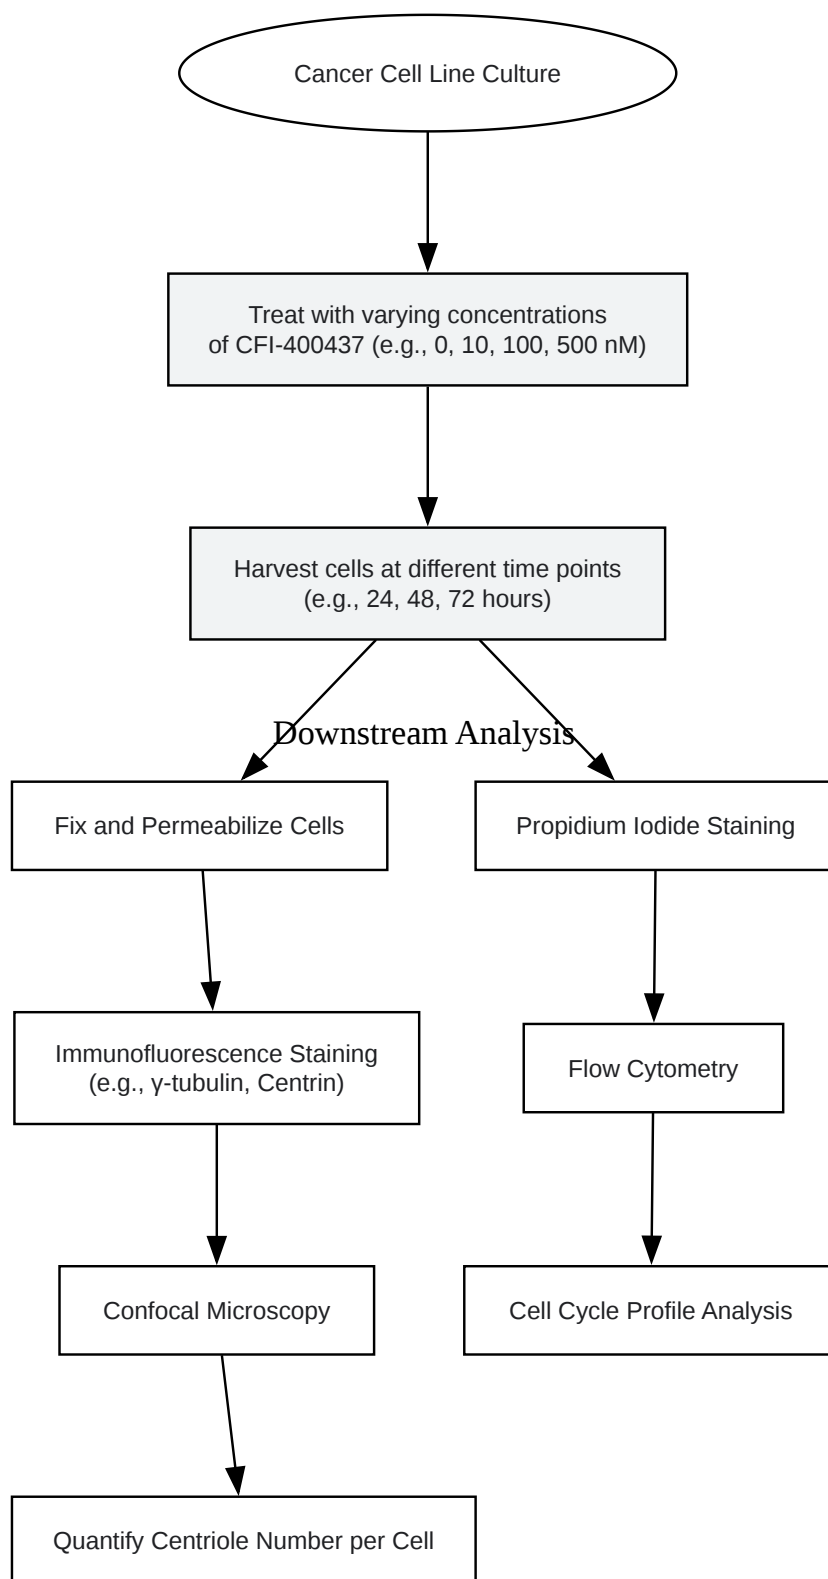 Cancer Cell Line Culture
Treat with varying concentrations
of CFI-400437 (e.g., 0, 10, 100, 500 nM)
Harvest cells at different time points
(e.g., 24, 48, 72 hours)
Downstream Analysis
Fix and Permeabilize Cells
Propidium Iodide Staining
Immunofluorescence Staining
(e.g., γ-tubulin, Centrin)
Flow Cytometry
Confocal Microscopy
Cell Cycle Profile Analysis
Quantify Centriole Number per Cell